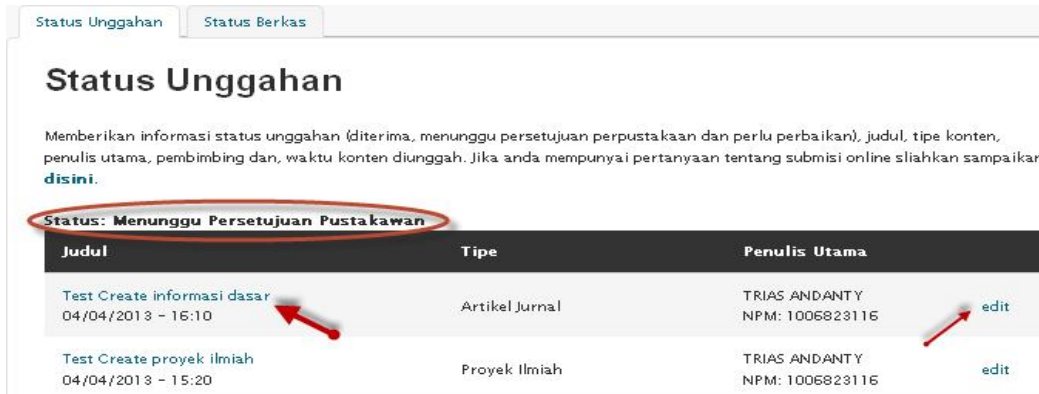 Status Unggahan Status Berkas
Status Unggahan
Memberikan informasi status unggahan (diterima, menunggu persetujuan perpustakaan dan perlu perbaikan), judul, tipe konten,
penulis utama, pembimbing dan, waktu konten diunggah. Jika anda mempunyai pertanyaan tentang submisi online sliahkan sampaikan
disini.
Status: Menunggu Persetujuan Pustakawan
Judul Tipe Penulis Utama
Test Create informasi dasar Artikel Jurnal TRIAS ANDANTY edit
04/04/2013 - 16:10 NPM: 1006823116
Test Create proyek ilmiah Proyek Ilmiah TRIAS ANDANTY edit
04/04/2013 - 15:20 NPM: 1006823116